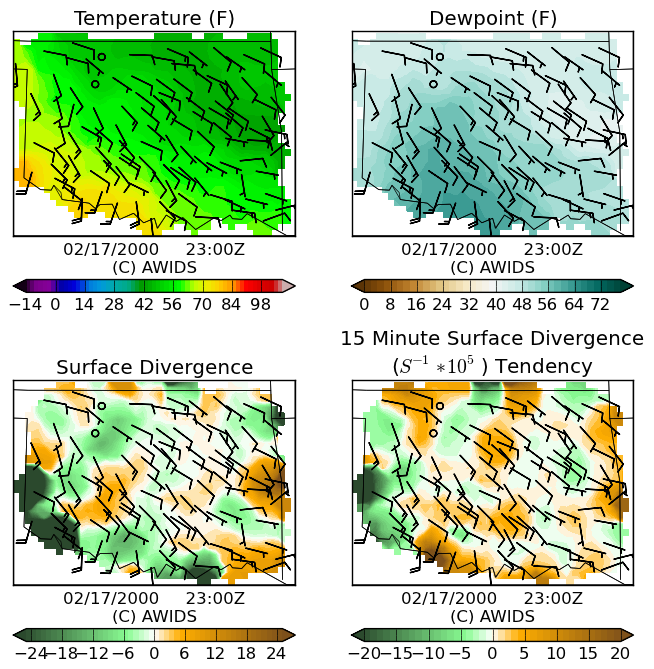 Temperature (F)
Dewpoint (F)
02/17/2000 23:00Z
(C) AWIDS
02/17/2000 23:00Z
(C) AWIDS
−14 0 14 28 42 56 70 84 98
0 8 16 24 32 40 48 56 64 72
Surface Divergence
15 Minute Surface Divergence
(S⁻¹ *10⁵ ) Tendency
02/17/2000 23:00Z
(C) AWIDS
02/17/2000 23:00Z
(C) AWIDS
−24 −18 −12 −6 0 6 12 18 24
−20 −15 −10 −5 0 5 10 15 20